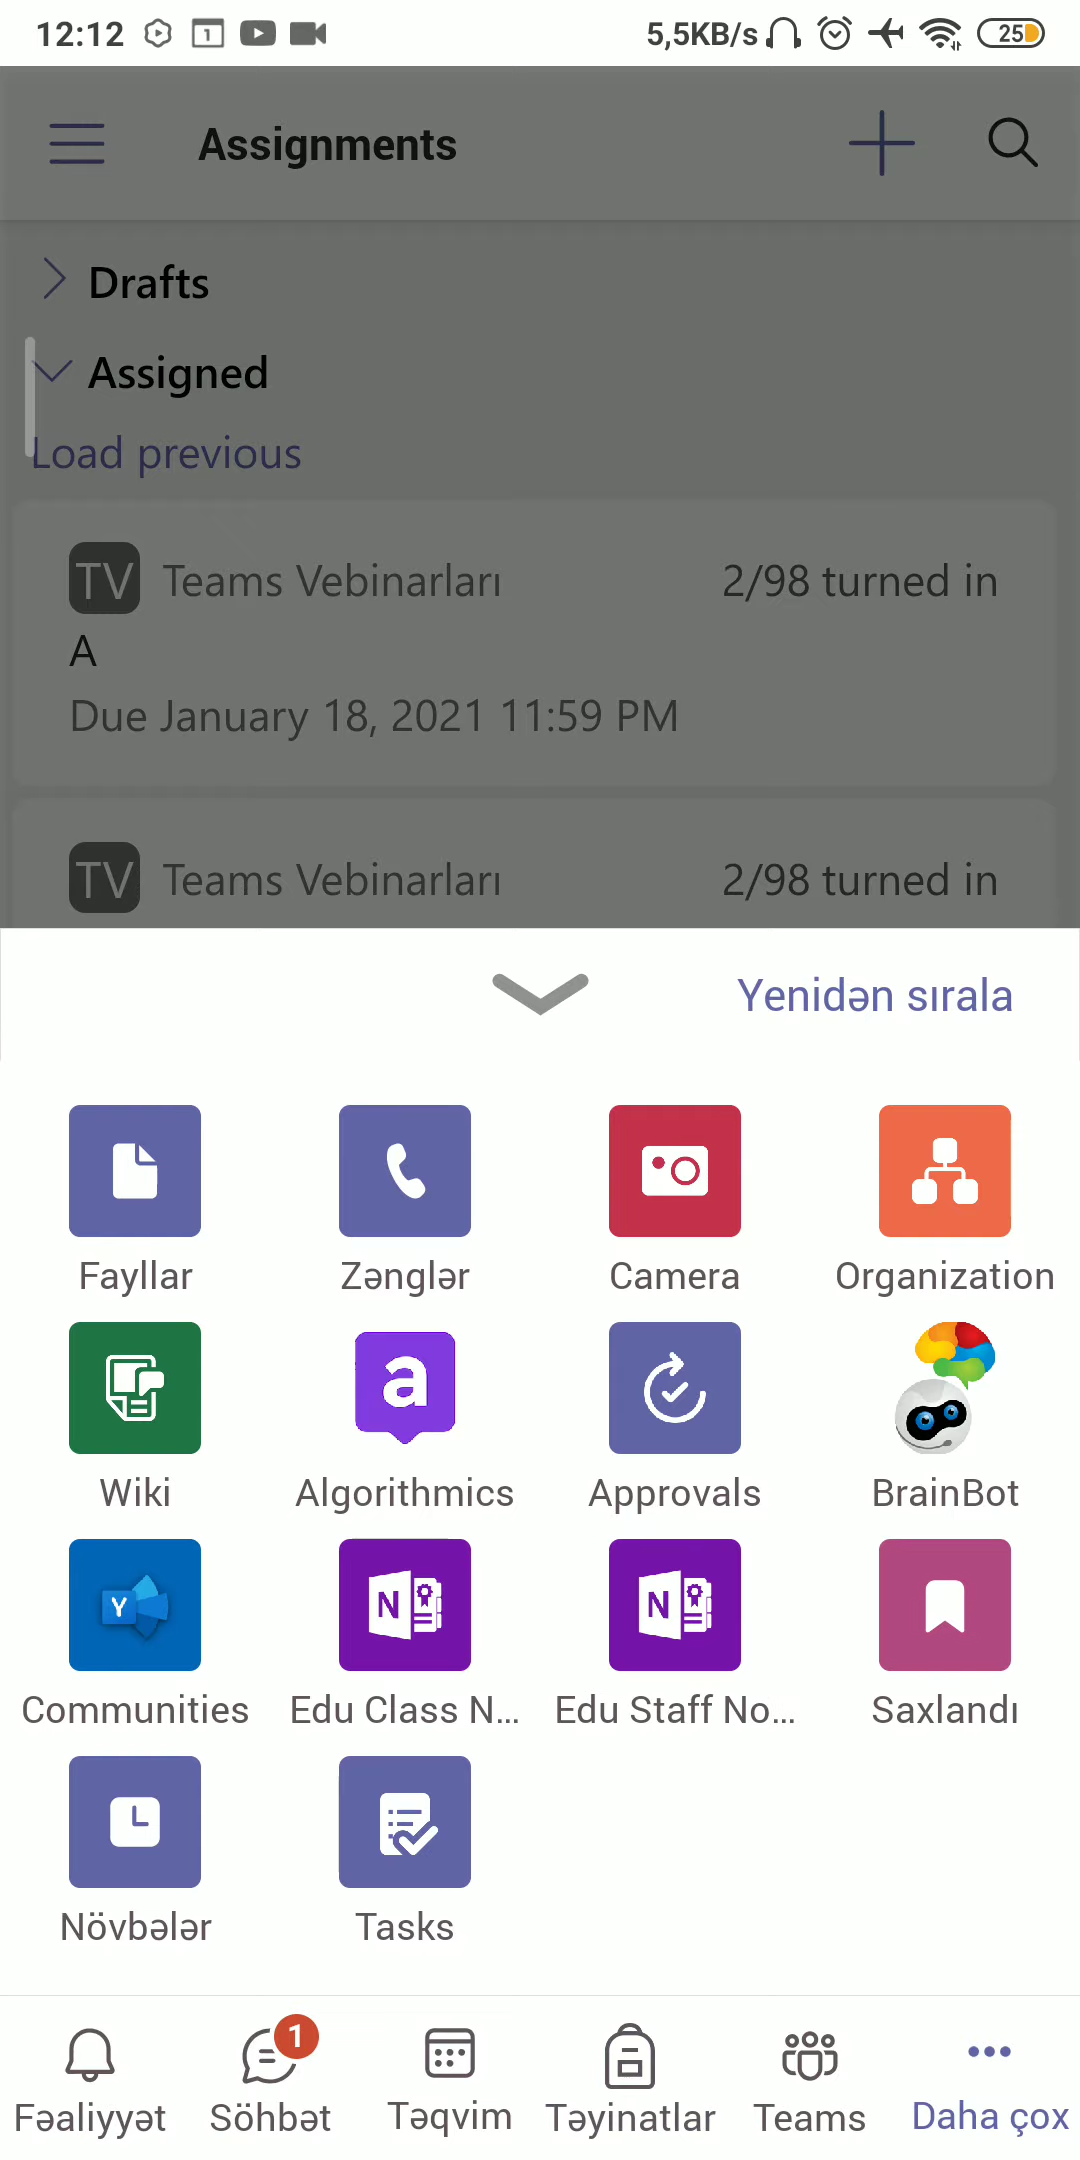 12:12 1 5,5KB/s 25
Assignments
Drafts
Assigned
Load previous
TV Teams Vebinarları 2/98 turned in
A
Due January 18, 2021 11:59 PM
TV Teams Vebinarları 2/98 turned in
Yenidən sırala
Fayllar Zənglər Camera Organization
a
Wiki Algorithmics Approvals BrainBot
Y N N
Communities Edu Class N... Edu Staff No... Saxlandı
Növbələr Tasks
1
Fəaliyyət Söhbət Təqvim Təyinatlar Teams Daha çox